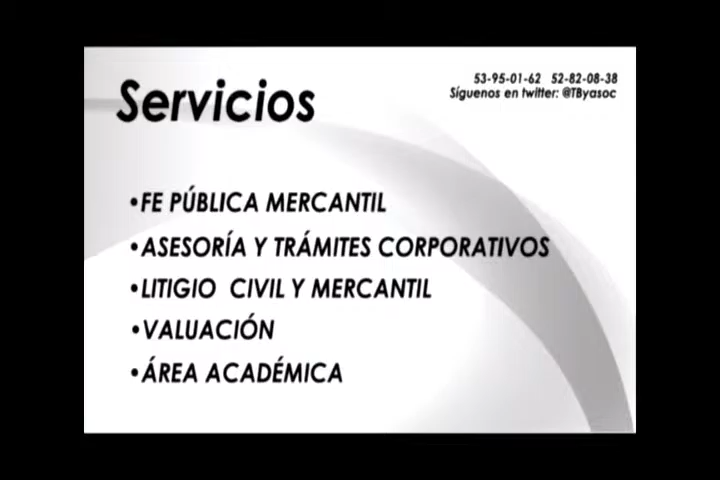 Servicios
53-95-01-62 52-82-08-38
Síguenos en twitter: @TByasoc
•FE PÚBLICA MERCANTIL
•ASESORÍA Y TRÁMITES CORPORATIVOS
•LITIGIO CIVIL Y MERCANTIL
•VALUACIÓN
•ÁREA ACADÉMICA